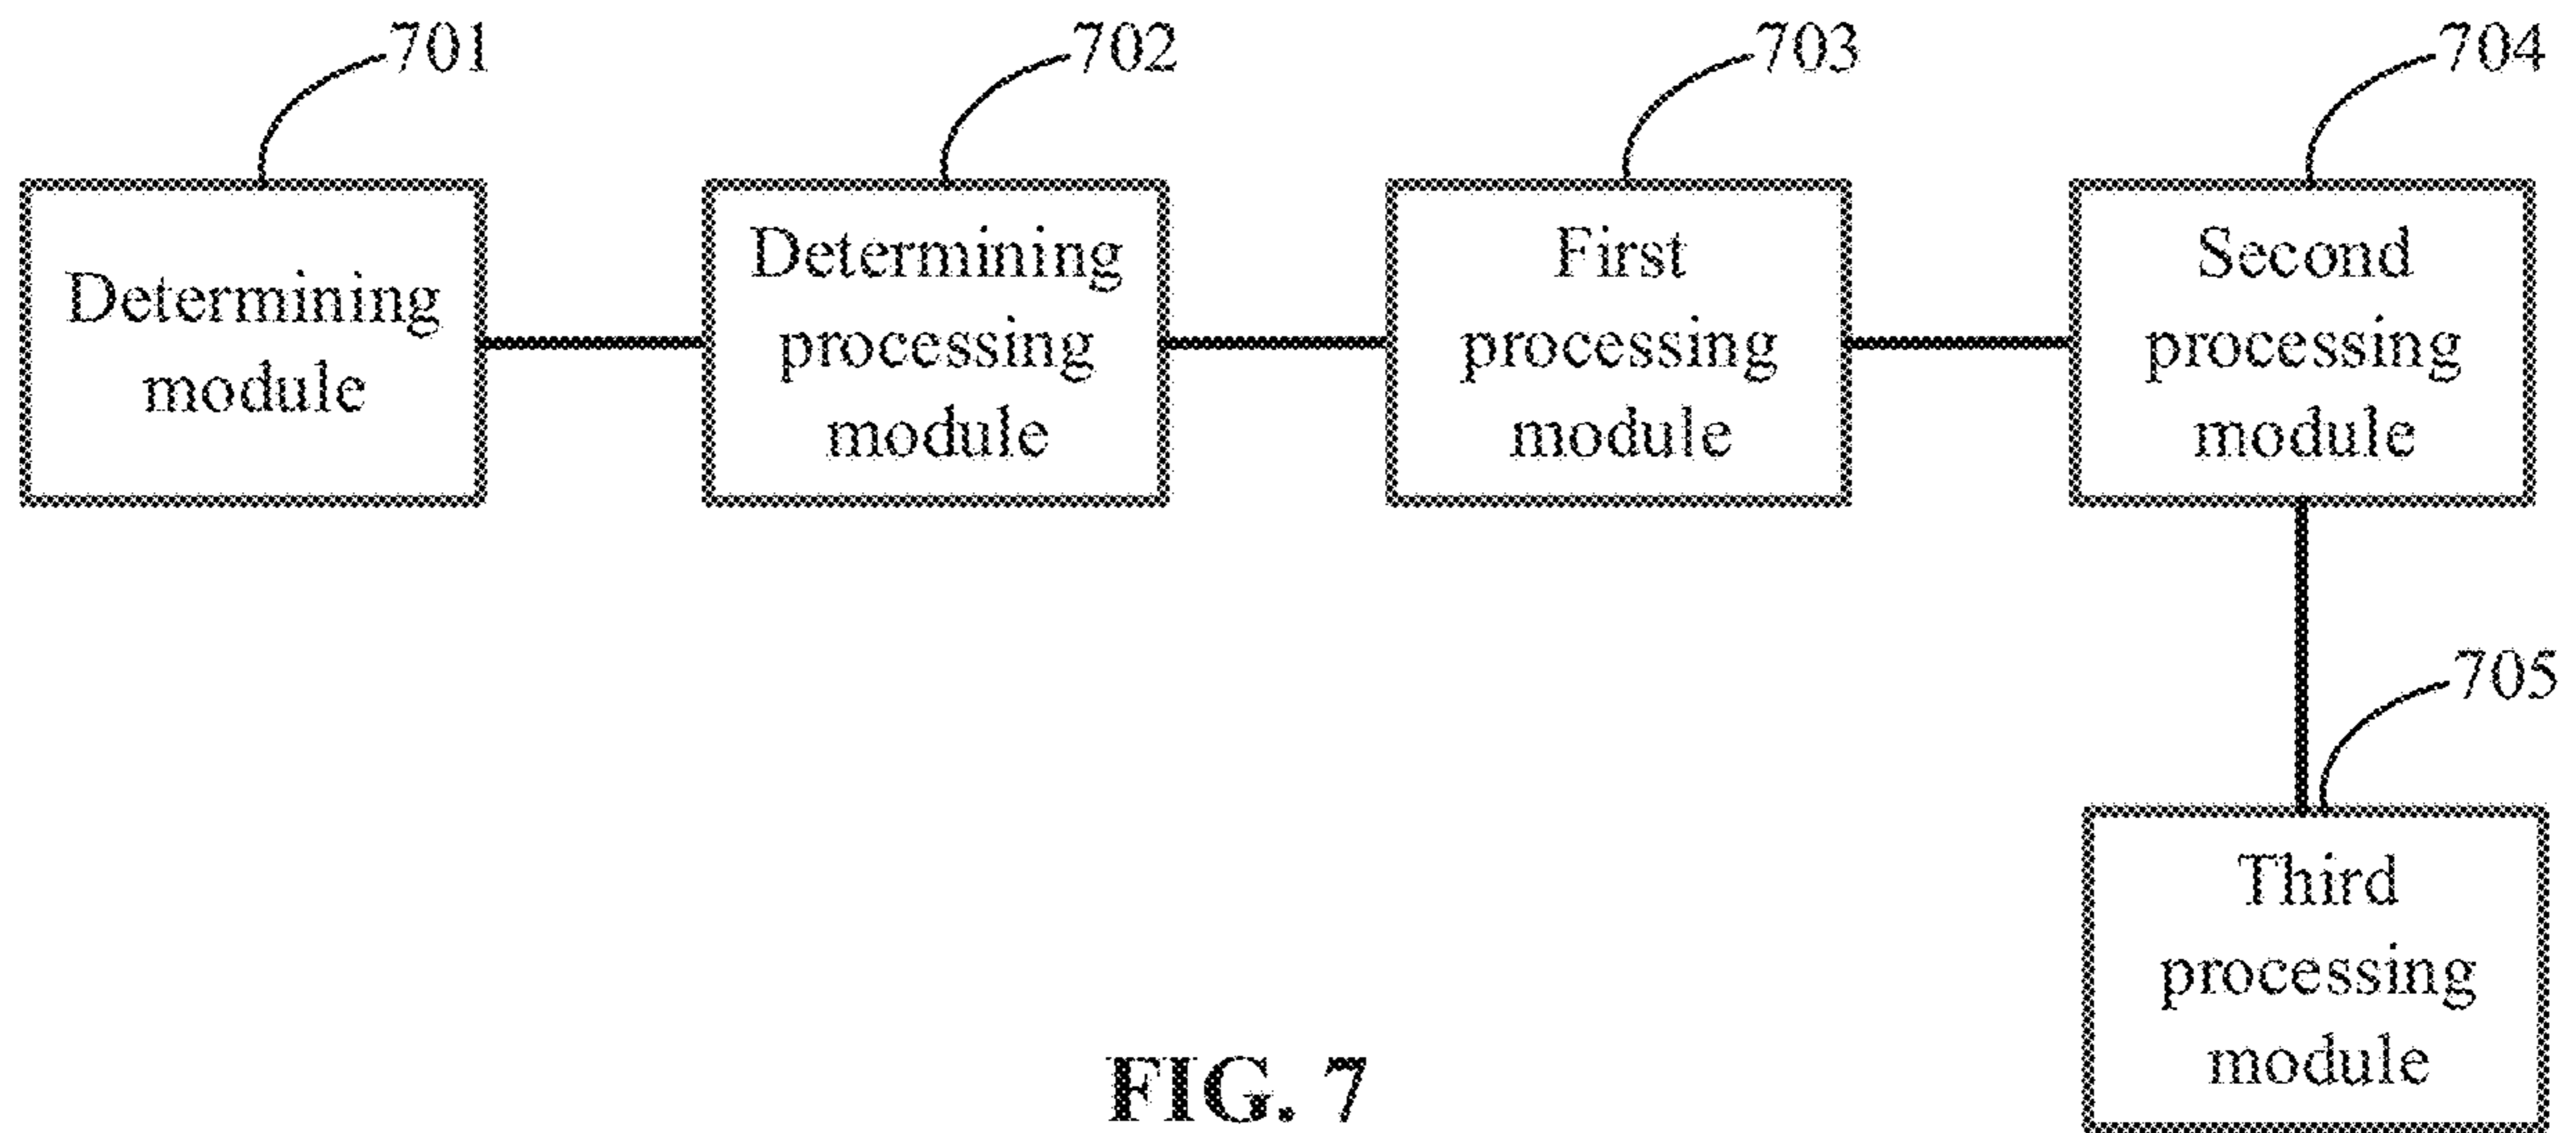 701
702
703
704
Determining
module
Determining
processing
module
First
processing
module
Second
processing
module
705
Third
processing
module
FIG. 7